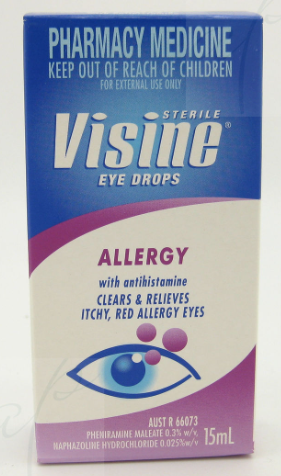 PHARMACY MEDICINE
KEEP OUT OF REACH OF CHILDREN
FOR EXTERNAL USE ONLY
STERILE
Visine®
EYE DROPS
ALLERGY
with antihistamine
CLEARS & RELIEVES
ITCHY, RED ALLERGY EYES
AUST R 66073
PHENIRAMINE MALEATE 0.3% w/v,
NAPHAZOLINE HYDROCHLORIDE 0.025%w/v
15mL